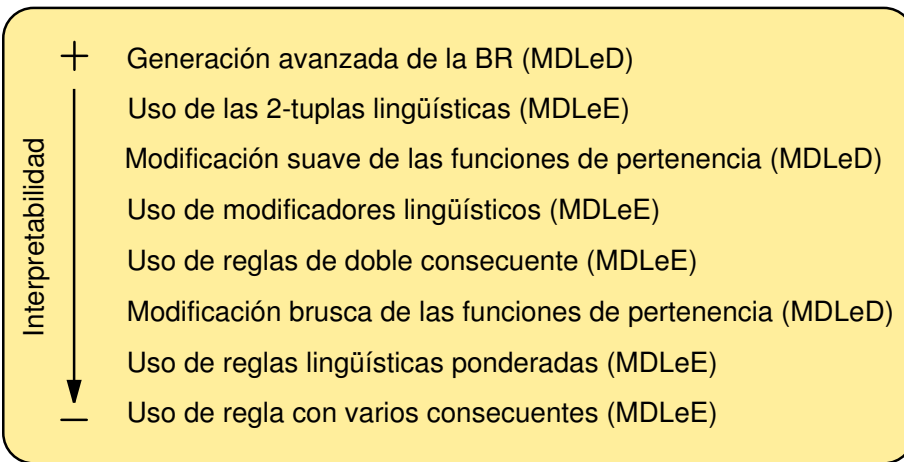 +
Generación avanzada de la BR (MDLeD)
Uso de las 2-tuplas lingüísticas (MDLeE)
Modificación suave de las funciones de pertenencia (MDLeD)
Uso de modificadores lingüísticos (MDLeE)
Uso de reglas de doble consecuente (MDLeE)
Modificación brusca de las funciones de pertenencia (MDLeD)
Uso de reglas lingüísticas ponderadas (MDLeE)
Uso de regla con varios consecuentes (MDLeE)
−
Interpretabilidad